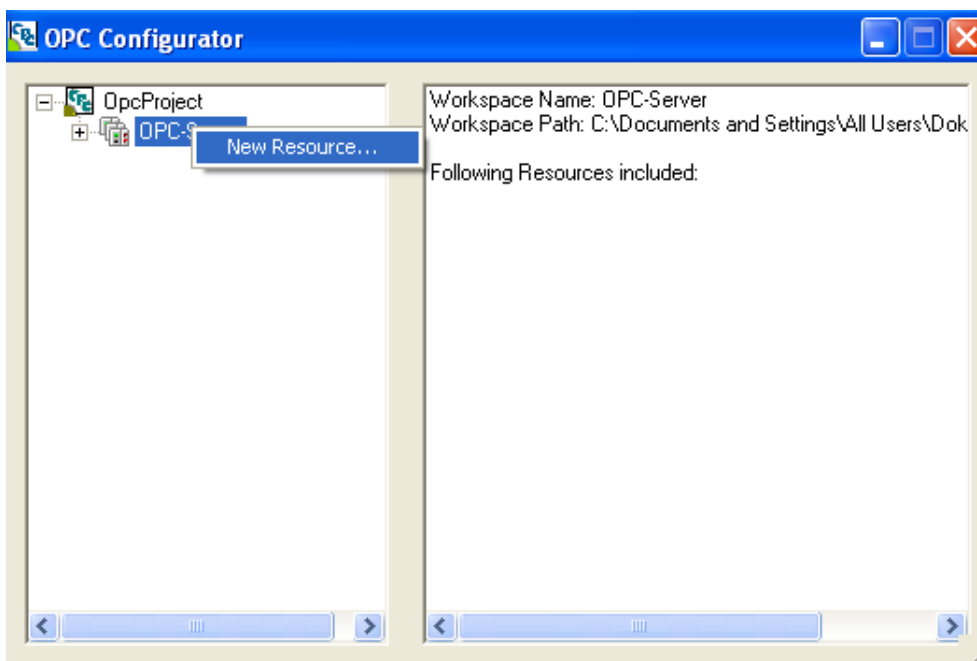 OPC Configurator
OpcProject
OPC-S
New Resource...
Workspace Name: OPC-Server
Workspace Path: C:\Documents and Settings\All Users\Dok
Following Resources included: